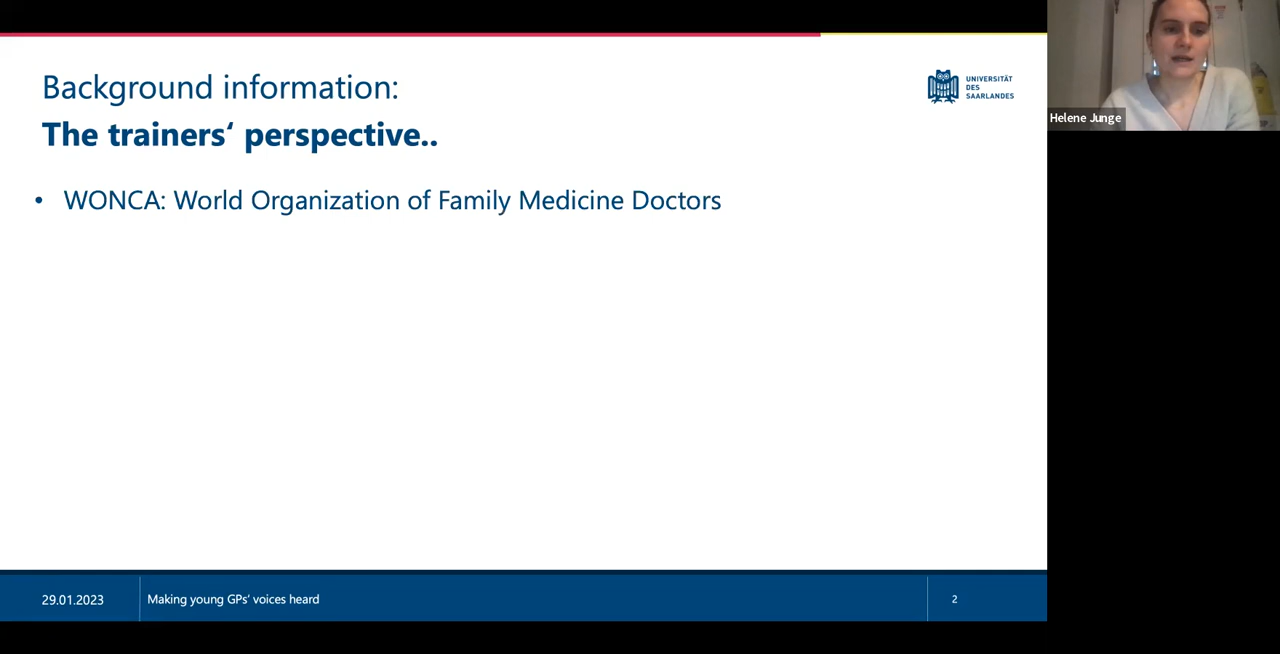 Background information:
The trainers‘ perspective..
• WONCA: World Organization of Family Medicine Doctors
UNIVERSITÄT
DES
SAARLANDES
Helene Junge
29.01.2023
Making young GPs’ voices heard
2